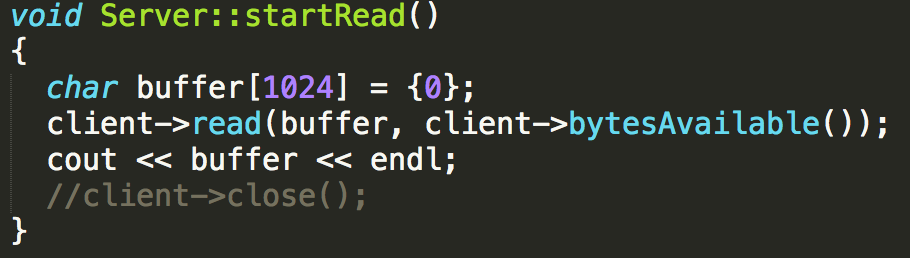 void Server::startRead()
{
  char buffer[1024] = {0};
  client->read(buffer, client->bytesAvailable());
  cout << buffer << endl;
  //client->close();
}